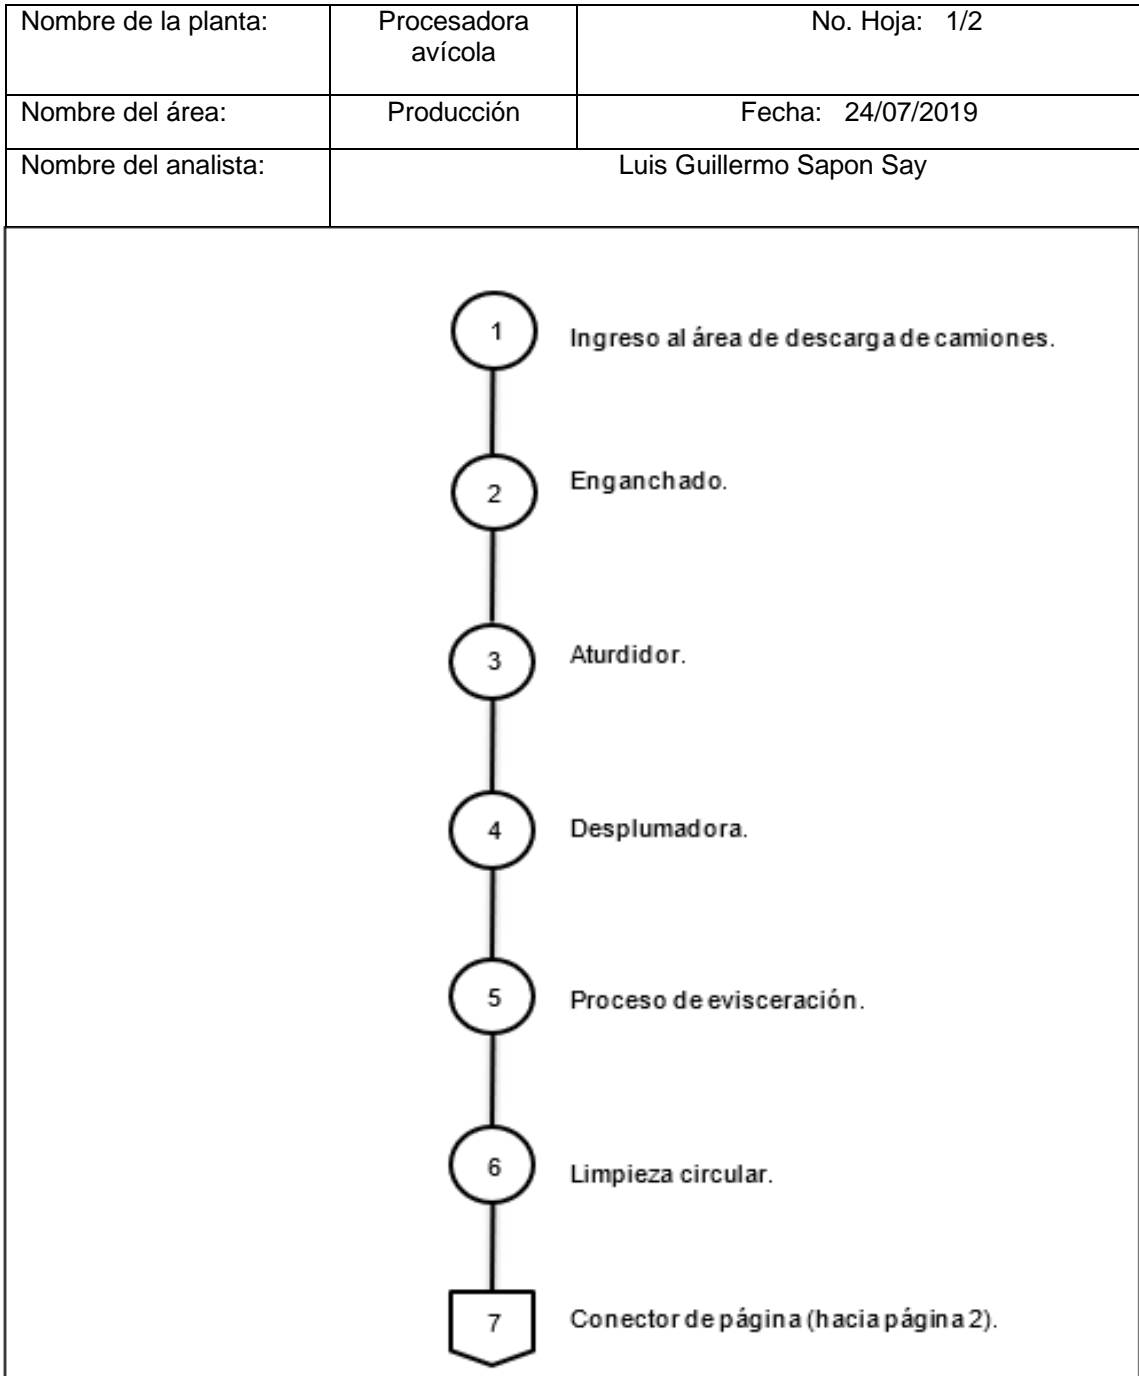 Nombre de la planta:
Procesadora
avícola
No. Hoja: 1/2
Nombre del área:
Producción
Fecha: 24/07/2019
Nombre del analista:
Luis Guillermo Sapon Say
1
Ingreso al área de descarga de camiones.
2
Enganchado.
3
Aturdidor.
4
Desplumadora.
5
Proceso de evisceración.
6
Limpieza circular.
7
Conector de página (hacia página 2).